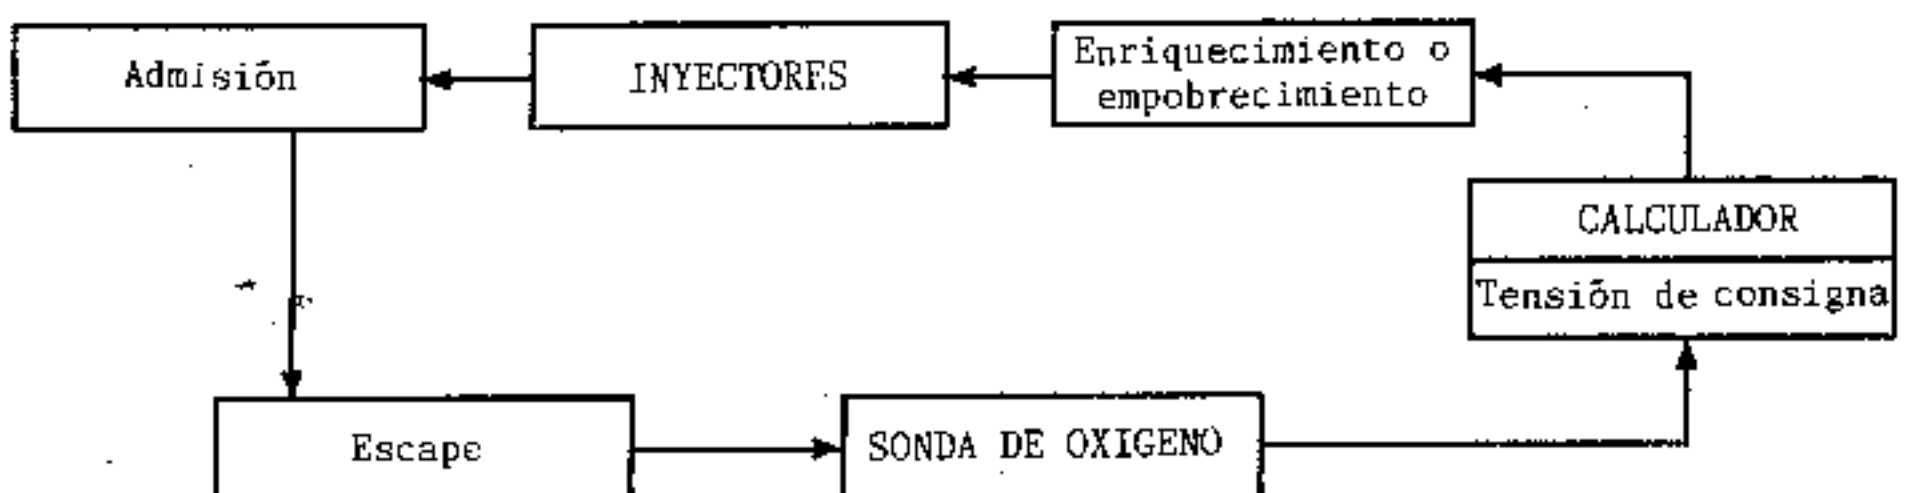 Admisión
INYECTORES
Enriquecimiento o
empobrecimiento
CALCULADOR
Tensión de consigna
Escape
SONDA DE OXIGENO